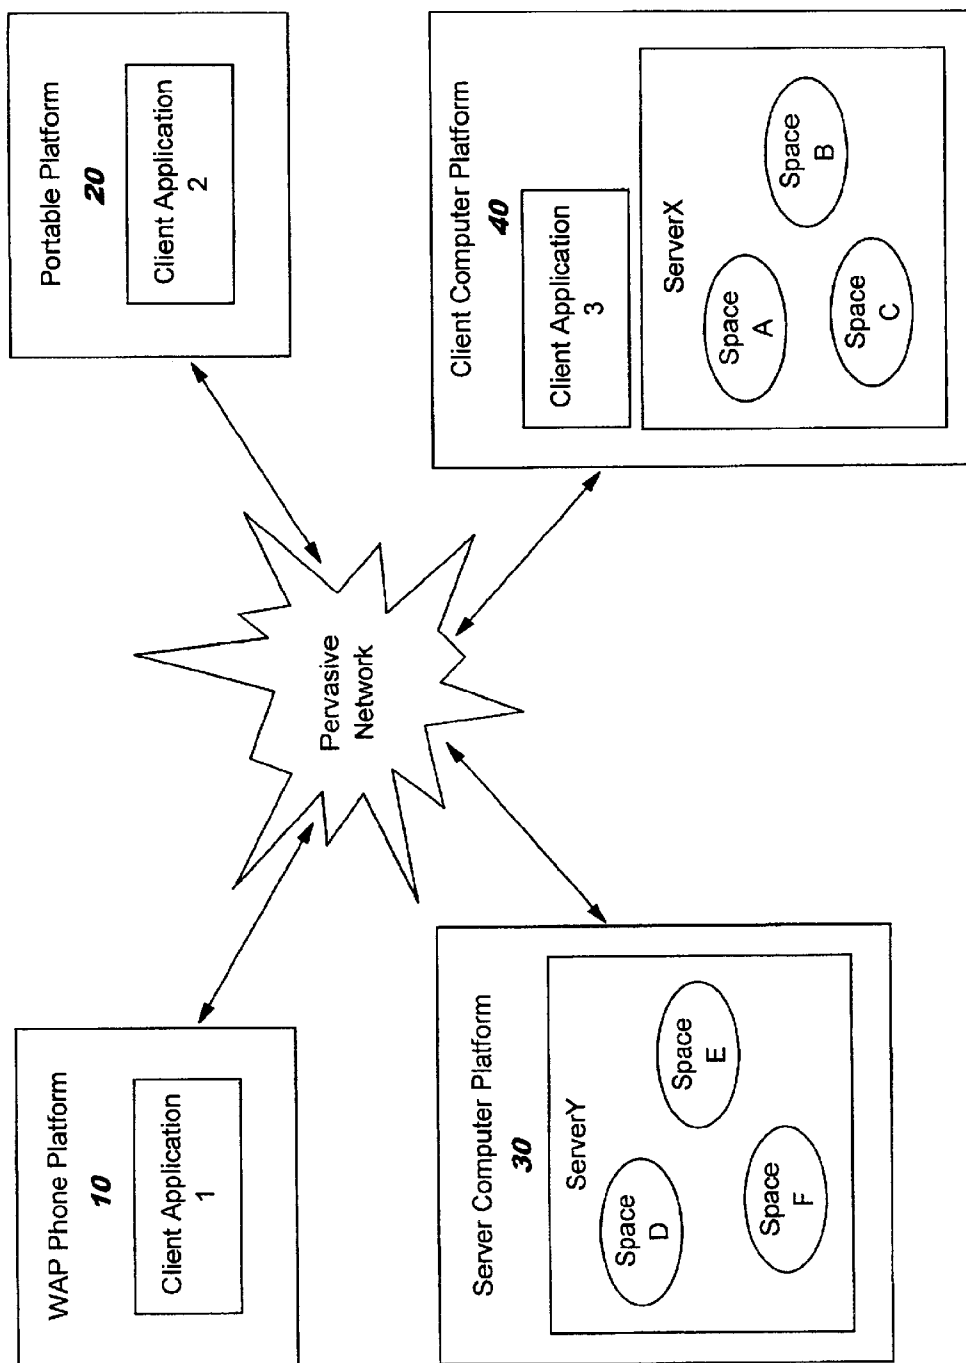 WAP Phone Platform
10
Client Application
1
Portable Platform
20
Client Application
2
Pervasive
Network
Server Computer Platform
30
ServerY
Space
D
Space
E
Space
F
Client Computer Platform
40
Client Application
3
ServerX
Space
A
Space
B
Space
C